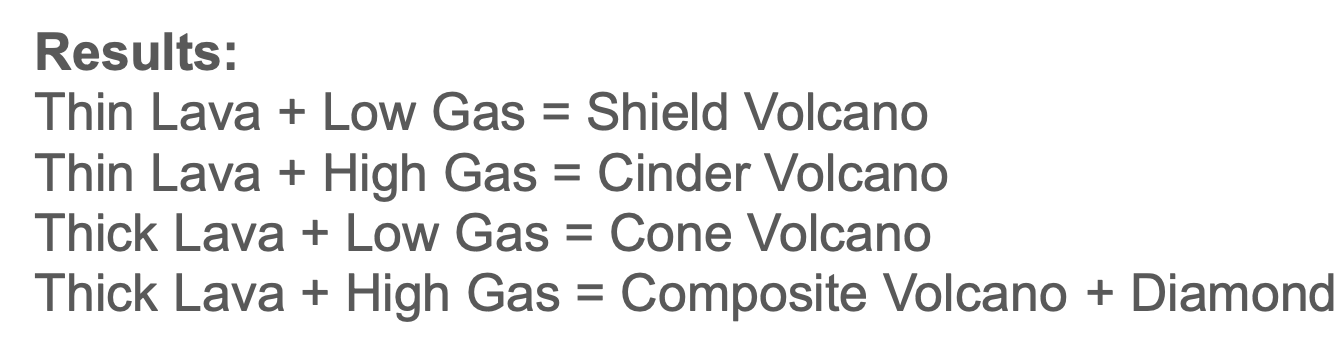 Results:
Thin Lava + Low Gas = Shield Volcano
Thin Lava + High Gas = Cinder Volcano
Thick Lava + Low Gas = Cone Volcano
Thick Lava + High Gas = Composite Volcano + Diamond